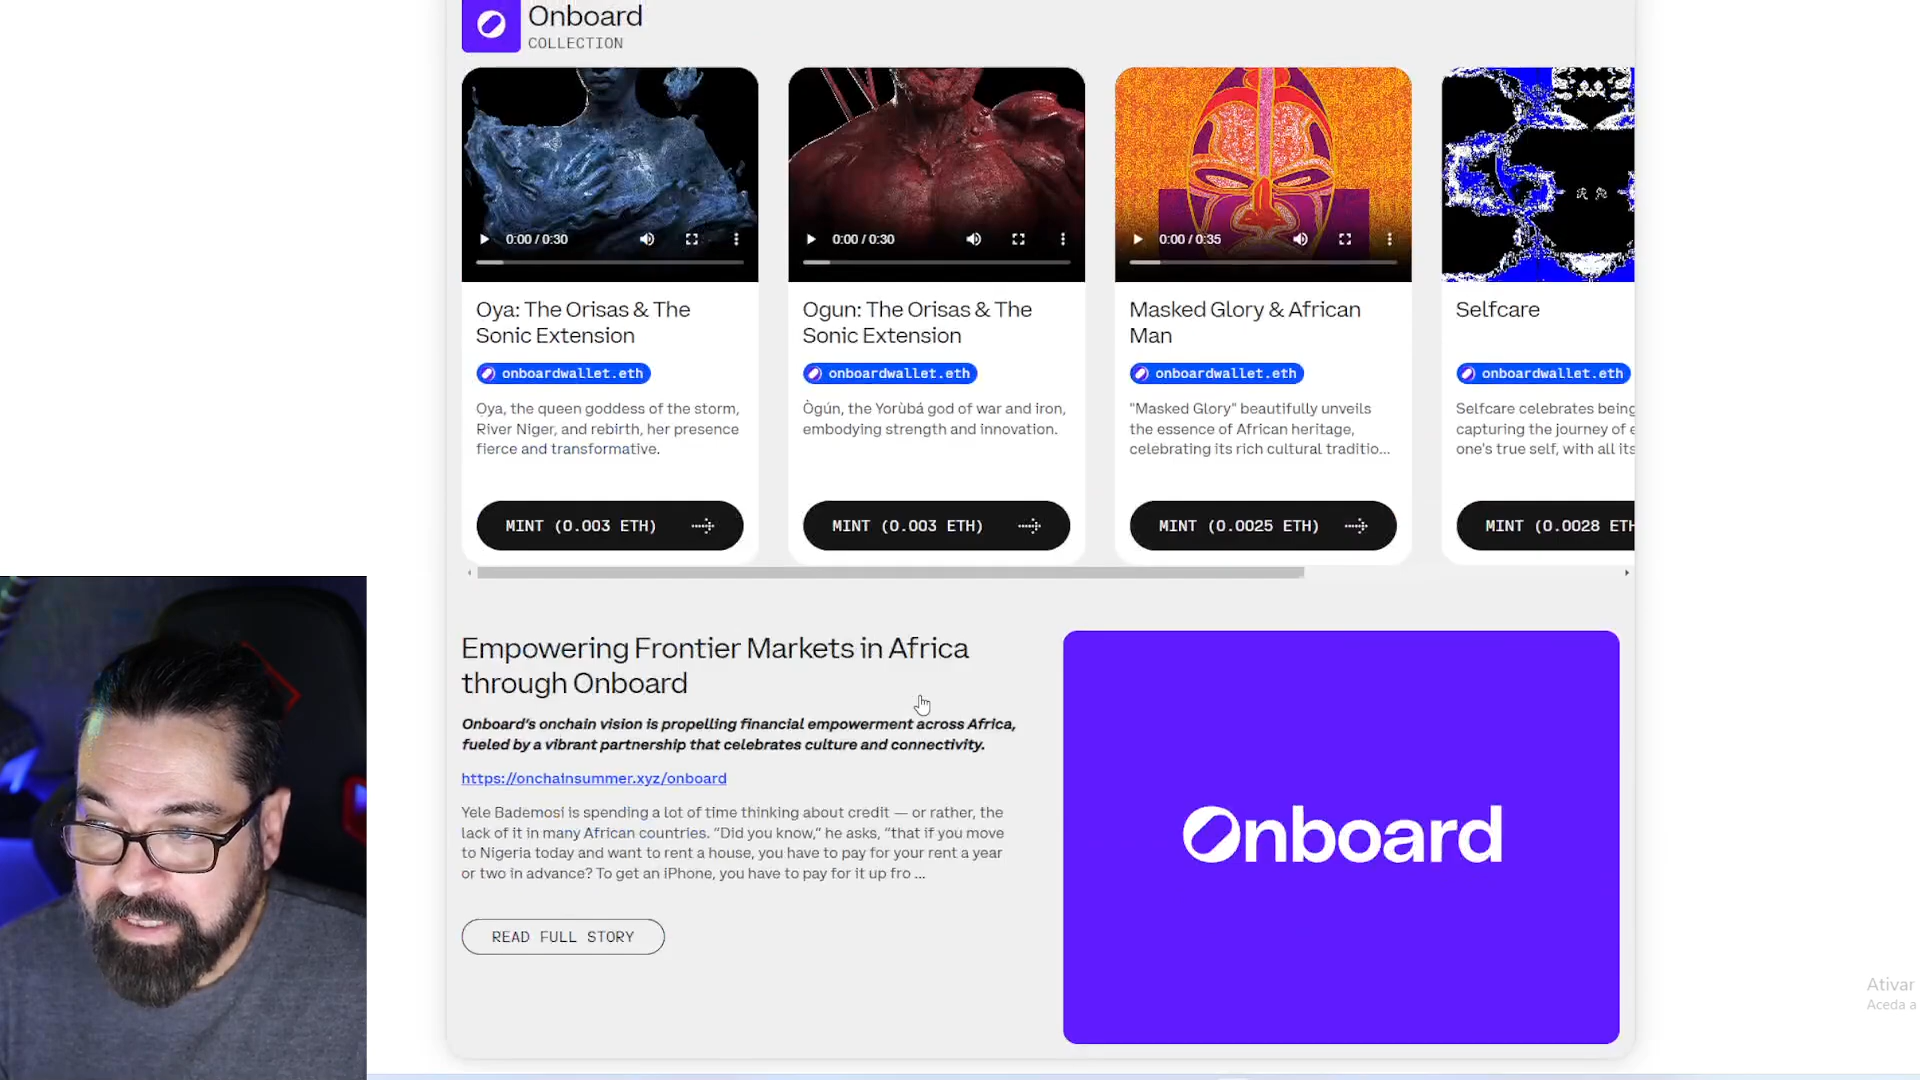 Onboard
COLLECTION
0:00 / 0:30
0:00 / 0:30
0:00 / 0:35
Oya: The Orisas & The
Sonic Extension
onboardwallet.eth
Oya, the queen goddess of the storm,
River Niger, and rebirth, her presence
fierce and transformative.
MINT (0.003 ETH)
Ogun: The Orisas & The
Sonic Extension
onboardwallet.eth
Ògún, the Yorùbá god of war and iron,
embodying strength and innovation.
MINT (0.003 ETH)
Masked Glory & African
Man
onboardwallet.eth
"Masked Glory" beautifully unveils
the essence of African heritage,
celebrating its rich cultural traditio...
MINT (0.0025 ETH)
Selfcare
onboardwallet.eth
Selfcare celebrates being
capturing the journey of e
one's true self, with all its
MINT (0.0028 ETH
Empowering Frontier Markets in Africa
through Onboard
Onboard's onchain vision is propelling financial empowerment across Africa,
fueled by a vibrant partnership that celebrates culture and connectivity.
https://onchainsummer.xyz/onboard
Yele Bademosi is spending a lot of time thinking about credit — or rather, the
lack of it in many African countries. “Did you know,” he asks, “that if you move
to Nigeria today and want to rent a house, you have to pay for your rent a year
or two in advance? To get an iPhone, you have to pay for it up fro ...
READ FULL STORY
Onboard
Ativar
Aceda a